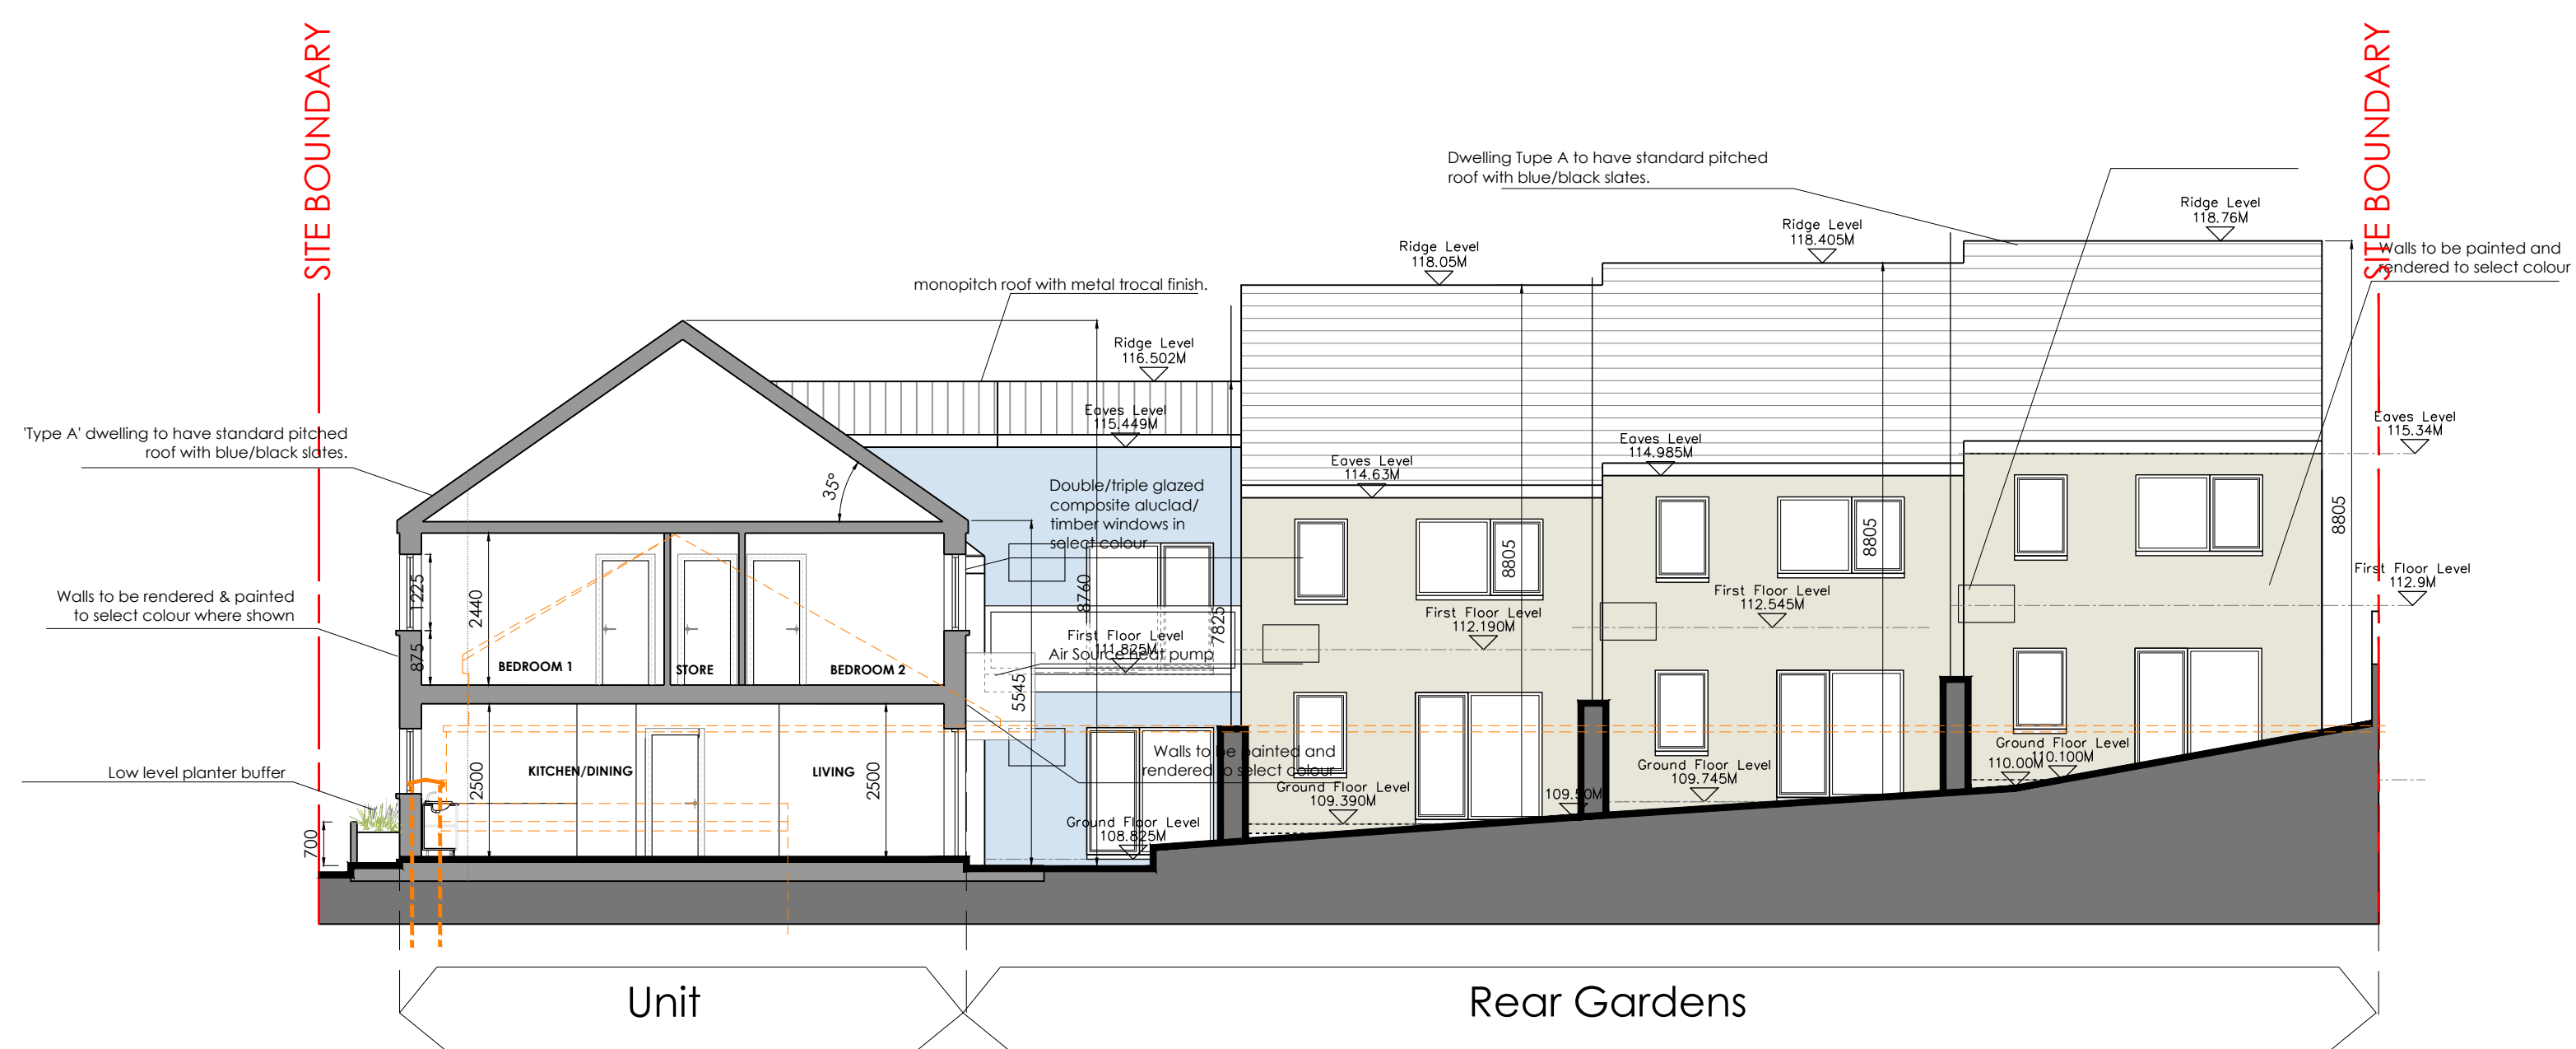 SITE BOUNDARY
SITE BOUNDARY
Dwelling Tupe A to have standard pitched
roof with blue/black slates.
Ridge Level
118.76M
Ridge Level
118.405M
Ridge Level
118.05M
Walls to be painted and
rendered to select colour
monopitch roof with metal trocal finish.
Ridge Level
116.502M
Eaves Level
115.449M
Eaves Level
115.34M
Eaves Level
114.985M
Eaves Level
114.63M
'Type A' dwelling to have standard pitched
roof with blue/black slates.
35°
Double/triple glazed
composite aluclad/
timber windows in
select colour
8805
8805
8805
8760
7825
5545
First Floor Level
112.9M
First Floor Level
112.545M
First Floor Level
112.190M
First Floor Level
111.825M
Air Source heat pump
Walls to be rendered & painted
to select colour where shown
1225
875
2440
BEDROOM 1
STORE
BEDROOM 2
Walls to be painted and
rendered to select colour
Ground Floor Level
110.100M
110.00M
Ground Floor Level
109.745M
109.50M
Ground Floor Level
109.390M
Ground Floor Level
108.825M
Low level planter buffer
700
2500
KITCHEN/DINING
LIVING
2500
Unit
Rear Gardens